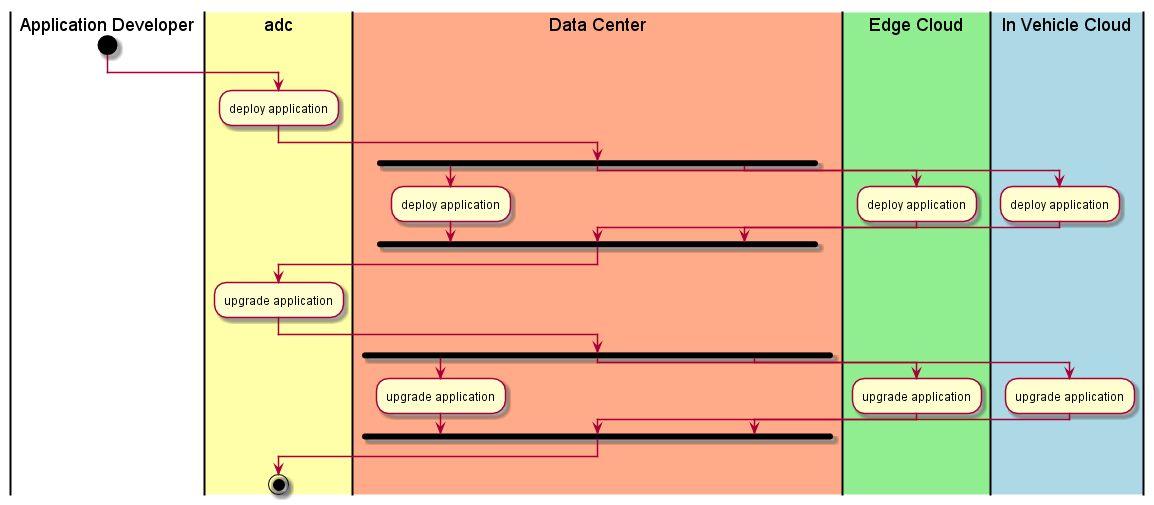 Application Developer
adc
Data Center
Edge Cloud
In Vehicle Cloud
deploy application
deploy application
deploy application
deploy application
upgrade application
upgrade application
upgrade application
upgrade application